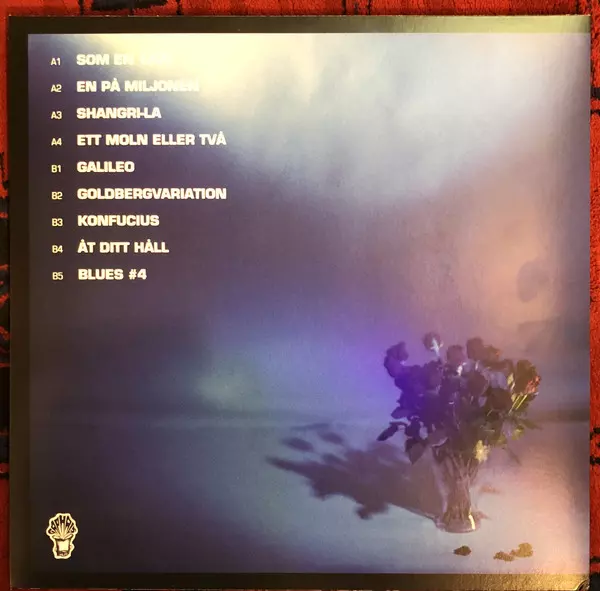 A1 SOM EN
A2 EN PÅ MILJONEN
A3 SHANGRI-LA
A4 ETT MOLN ELLER TVÅ
B1 GALILEO
B2 GOLDBERGVARIATION
B3 KONFUCIUS
B4 ÅT DITT HÅLL
B5 BLUES #4